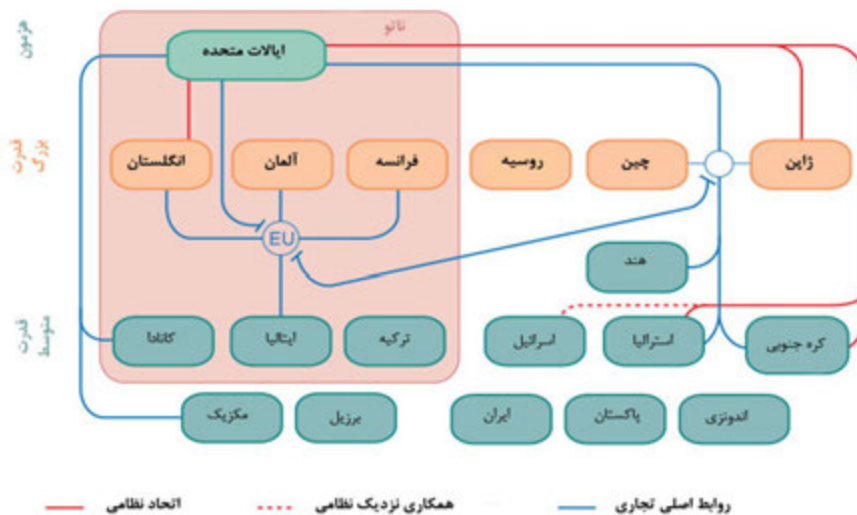 هژمون
ناتو
ایالات متحده
قدرت بزرگ
انگلستان
آلمان
فرانسه
روسیه
چین
ژاپن
EU
هند
قدرت متوسط
کانادا
ایتالیا
ترکیه
اسرائیل
استرالیا
کره جنوبی
مکزیک
برزیل
ایران
پاکستان
اندونزی
اتحاد نظامی
همکاری نزدیک نظامی
روابط اصلی تجاری